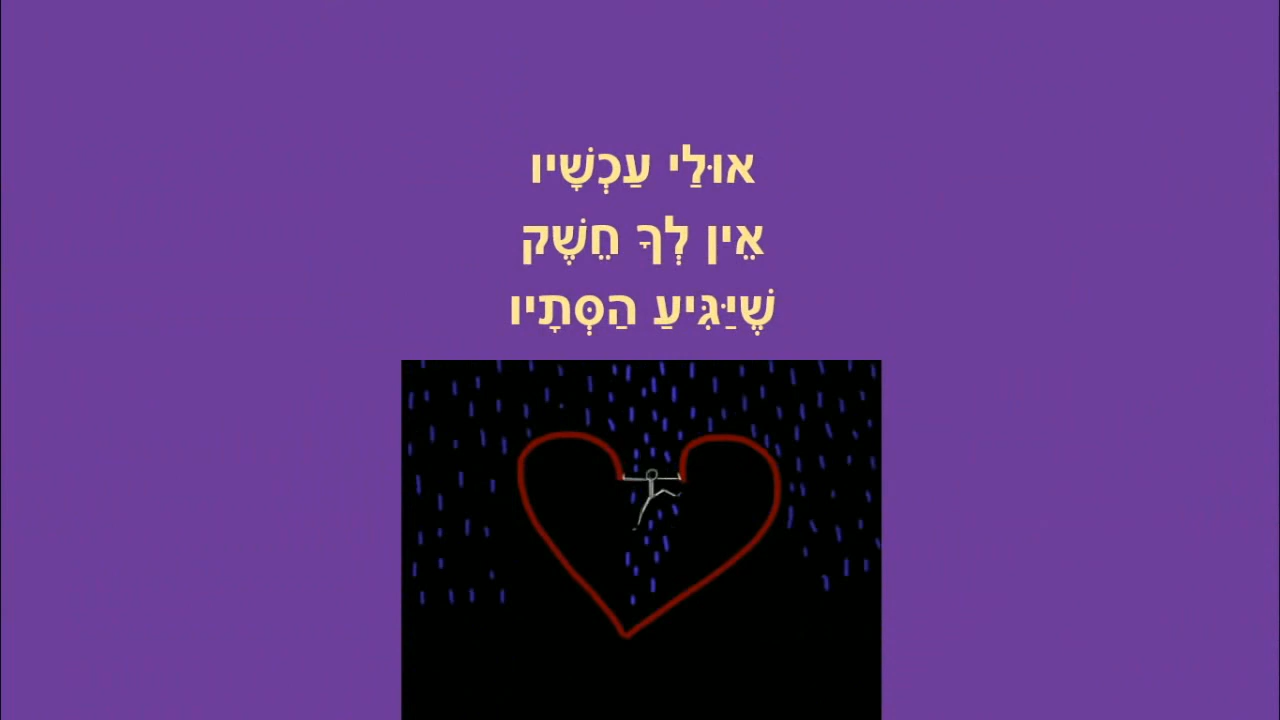 אוּלַי עַכְשָׁיו
אֵין לְךָ חֵשֶׁק
שֶׁיַּגִּיעַ הַסְּתָיו